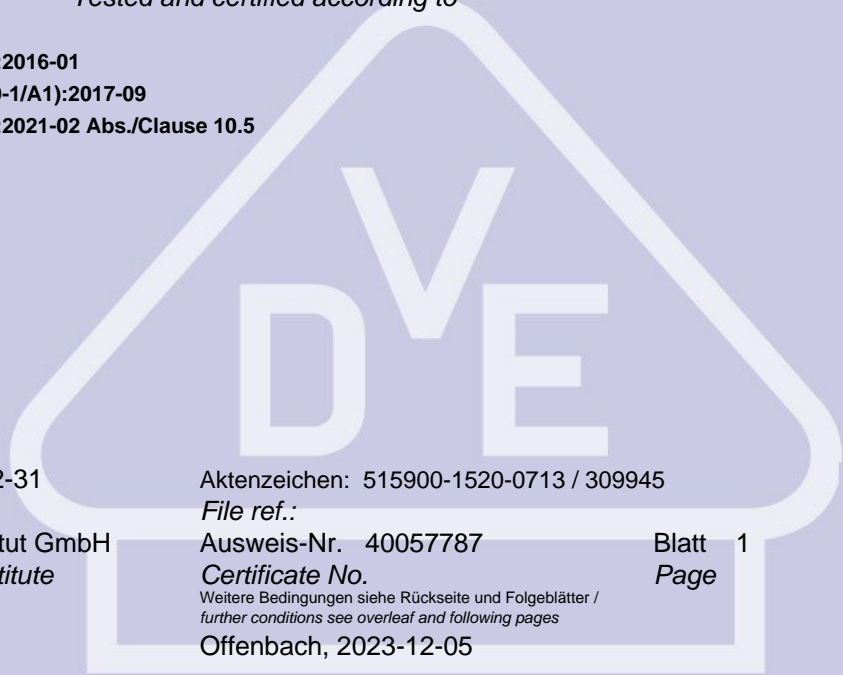 Tested and certified according to
:2016-01
-1/A1):2017-09
:2021-02 Abs./Clause 10.5
V
D E
2-31
Aktenzeichen: 515900-1520-0713 / 309945
File ref.:
tut GmbH Ausweis-Nr. 40057787 Blatt 1
titute Certificate No. Page
Weitere Bedingungen siehe Rückseite und Folgeblätter /
further conditions see overleaf and following pages
Offenbach, 2023-12-05